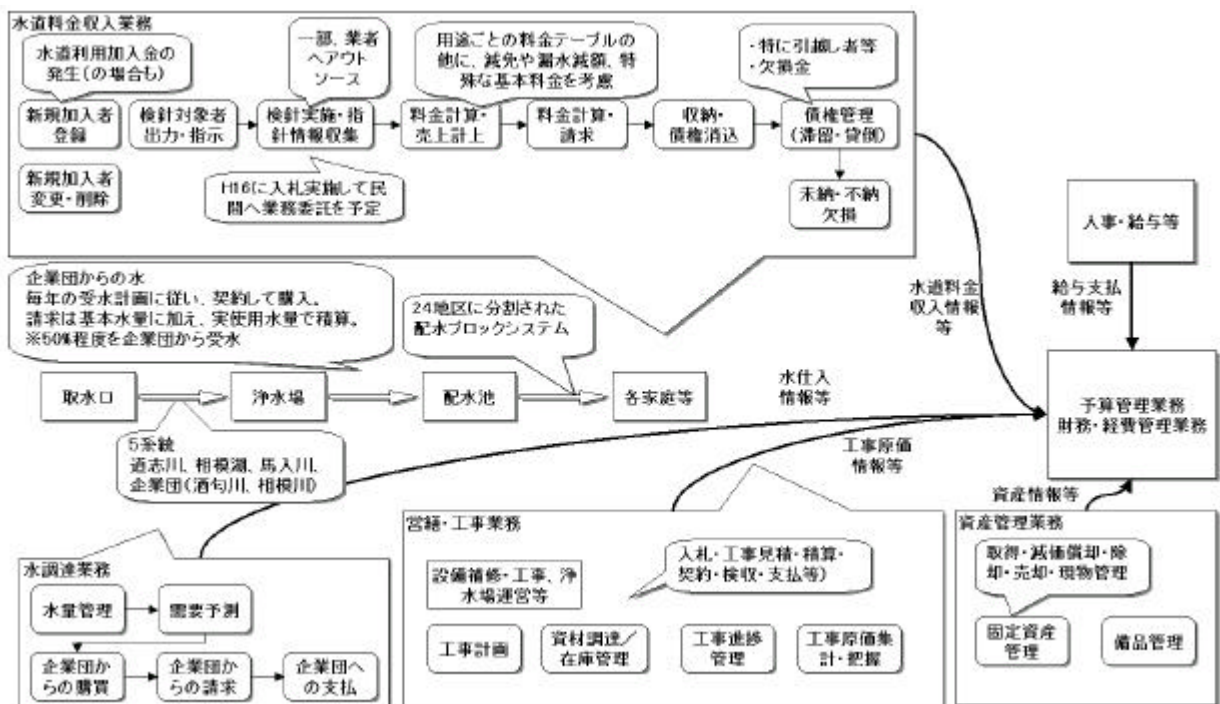 水道料金収入業務
水道利用加入金の
発生(の場合も)
一部、業者
へアウト
ソース
用途ごとの料金テーブルの
他に、減免や漏水減額、特
殊な基本料金を考慮
・特に引越し者等
・欠損金
新規加入者
登録
検針対象者
出力・指示
検針実施・指
針情報収集
料金計算・
売上計上
料金計算・
請求
収納・
債権消込
債権管理
(滞留・貸倒)
新規加入者
変更・削除
H16に入札実施して民
間へ業務委託を予定
未納・不納
欠損
人事・給与等
企業団からの水
毎年の受水計画に従い、契約して購入。
請求は基本水量に加え、実使用水量で積算。
※50%程度を企業団から受水
24地区に分割された
配水ブロックシステム
水道料金
収入情報
等
給与支払
情報等
取水口
浄水場
配水池
各家庭等
水仕入
情報等
予算管理業務
財務・経費管理業務
5系統
道志川、相模湖、馬入川、
企業団(酒匂川、相模川)
工事原価
情報等
資産情報等
水調達業務
水量管理
需要予測
企業団か
らの購買
企業団か
らの請求
企業団へ
の支払
営繕・工事業務
設備補修・工事、浄
水場運営等
入札・工事見積・積算・
契約・検収・支払等)
工事計画
資材調達/
在庫管理
工事進捗
管理
工事原価集
計・把握
資産管理業務
取得・減価償却・除
却・売却・現物管理
固定資産
管理
備品管理